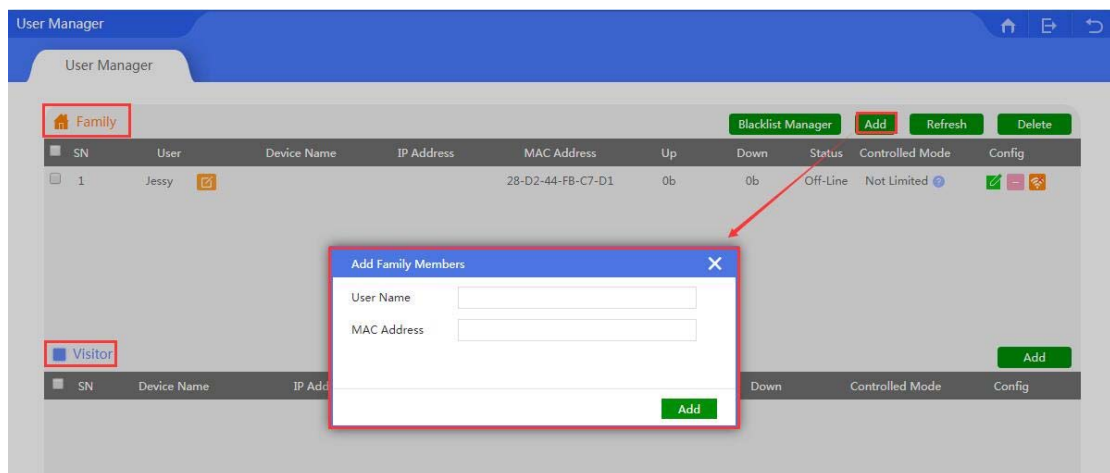 User Manager
User Manager
Family
Blacklist Manager Add Refresh Delete
SN User Device Name IP Address MAC Address Up Down Status Controlled Mode Config
1 Jessy 28-D2-44-FB-C7-D1 0b 0b Off-Line Not Limited
Add Family Members
User Name
MAC Address
Visitor
Add
SN Device Name IP Add Down Controlled Mode Config
Add